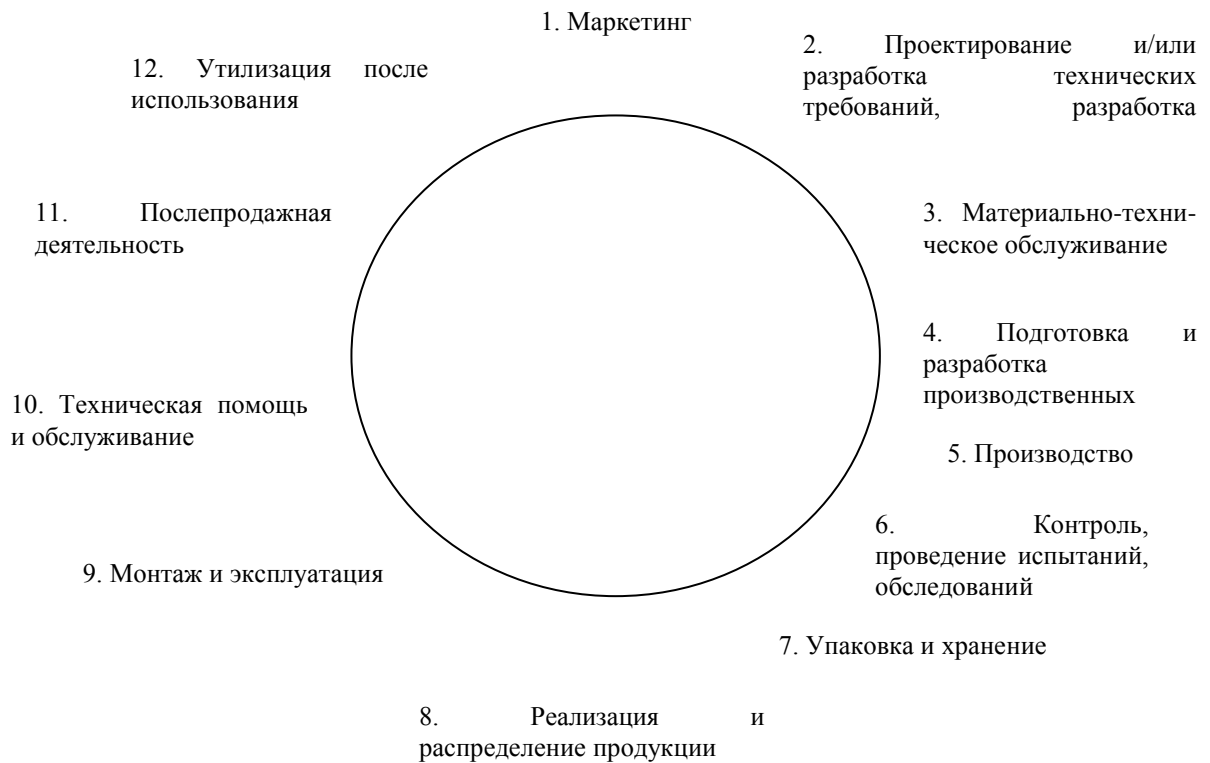 1. Маркетинг
2. Проектирование и/или
разработка технических
требований, разработка
3. Материально-техни-
ческое обслуживание
4. Подготовка и
разработка
производственных
5. Производство
6. Контроль,
проведение испытаний,
обследований
7. Упаковка и хранение
8. Реализация и
распределение продукции
9. Монтаж и эксплуатация
10. Техническая помощь
и обслуживание
11. Послепродажная
деятельность
12. Утилизация после
использования